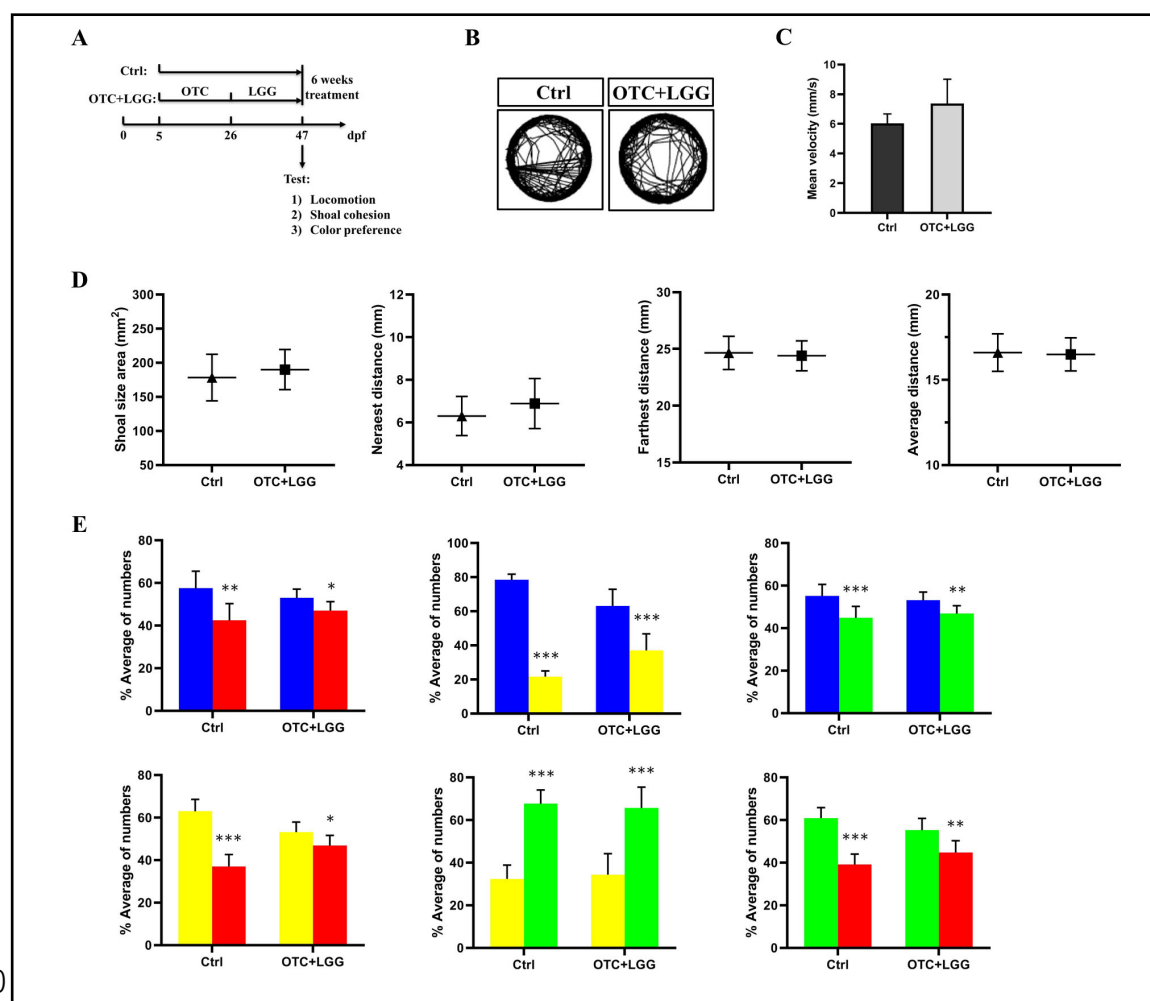 A
Ctrl:
OTC LGG
OTC+LGG:
6 weeks
treatment
0 5 26 47 dpf
Test:
1) Locomotion
2) Shoal cohesion
3) Color preference
B
Ctrl OTC+LGG
C
Mean velocity (mm/s)
10
8
6
4
2
0
Ctrl OTC+LGG
D
Shoal size area (mm²)
300
250
200
150
100
50
Ctrl OTC+LGG
Neraest distance (mm)
12
10
8
6
4
Ctrl OTC+LGG
Farthest distance (mm)
30
25
20
15
Ctrl OTC+LGG
Average distance (mm)
20
15
10
Ctrl OTC+LGG
E
% Average of numbers
80
60
40
20
0
** *
Ctrl OTC+LGG
% Average of numbers
100
80
60
40
20
0
*** ***
Ctrl OTC+LGG
% Average of numbers
80
60
40
20
0
*** **
Ctrl OTC+LGG
% Average of numbers
80
60
40
20
0
*** *
Ctrl OTC+LGG
% Average of numbers
80
60
40
20
0
*** ***
Ctrl OTC+LGG
% Average of numbers
80
60
40
20
0
*** **
Ctrl OTC+LGG